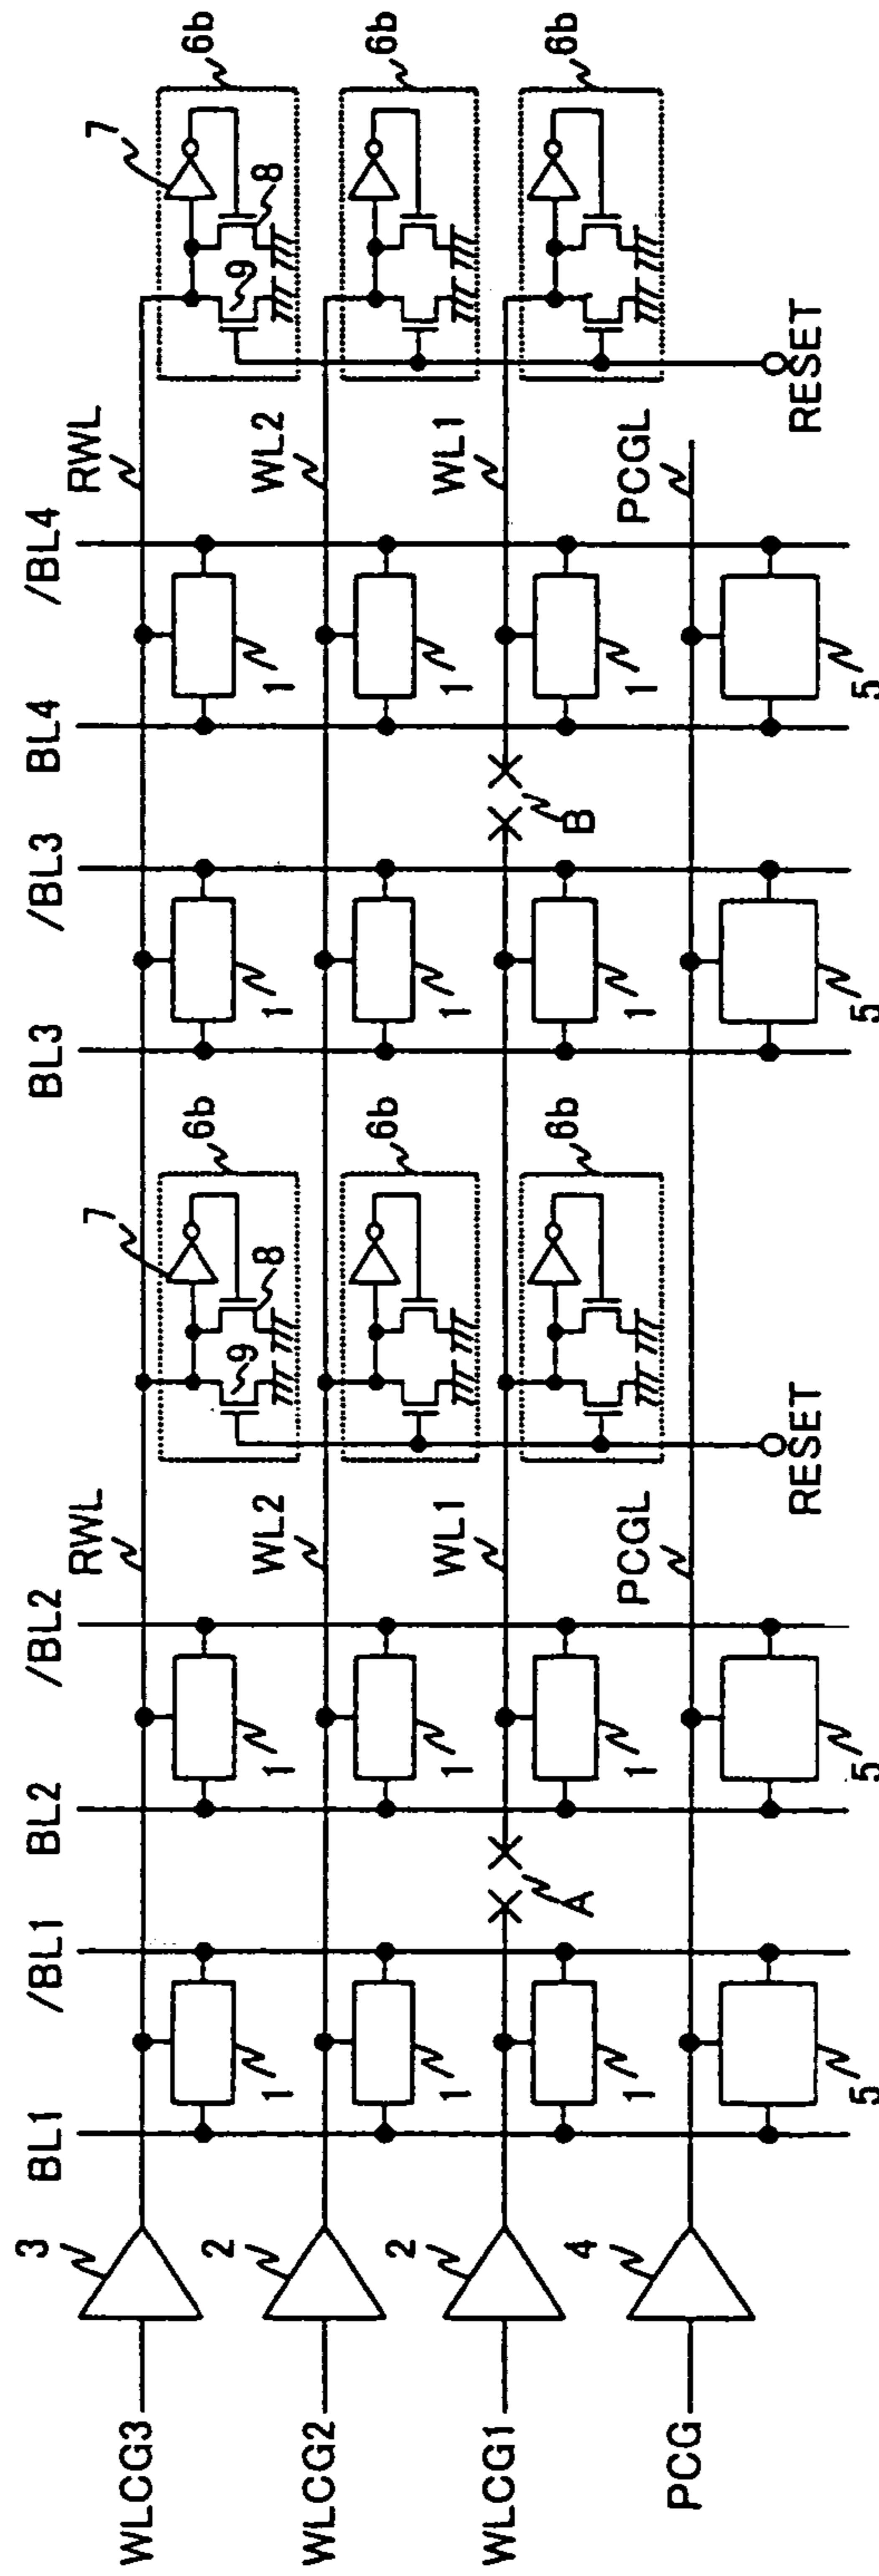 BL1 /BL1 BL2 /BL2 BL3 /BL3 BL4 /BL4
3 RWL 7 6b RWL 7 6b
WLCG3 9 8 9 8
1 1 1 1
2 WL2 6b WL2 6b
WLCG2
1 1 1 1
2 WL1 6b WL1 6b
WLCG1
A B
1 1 1 1
4 PCGL PCGL
PCG
RESET RESET
5 5 5 5